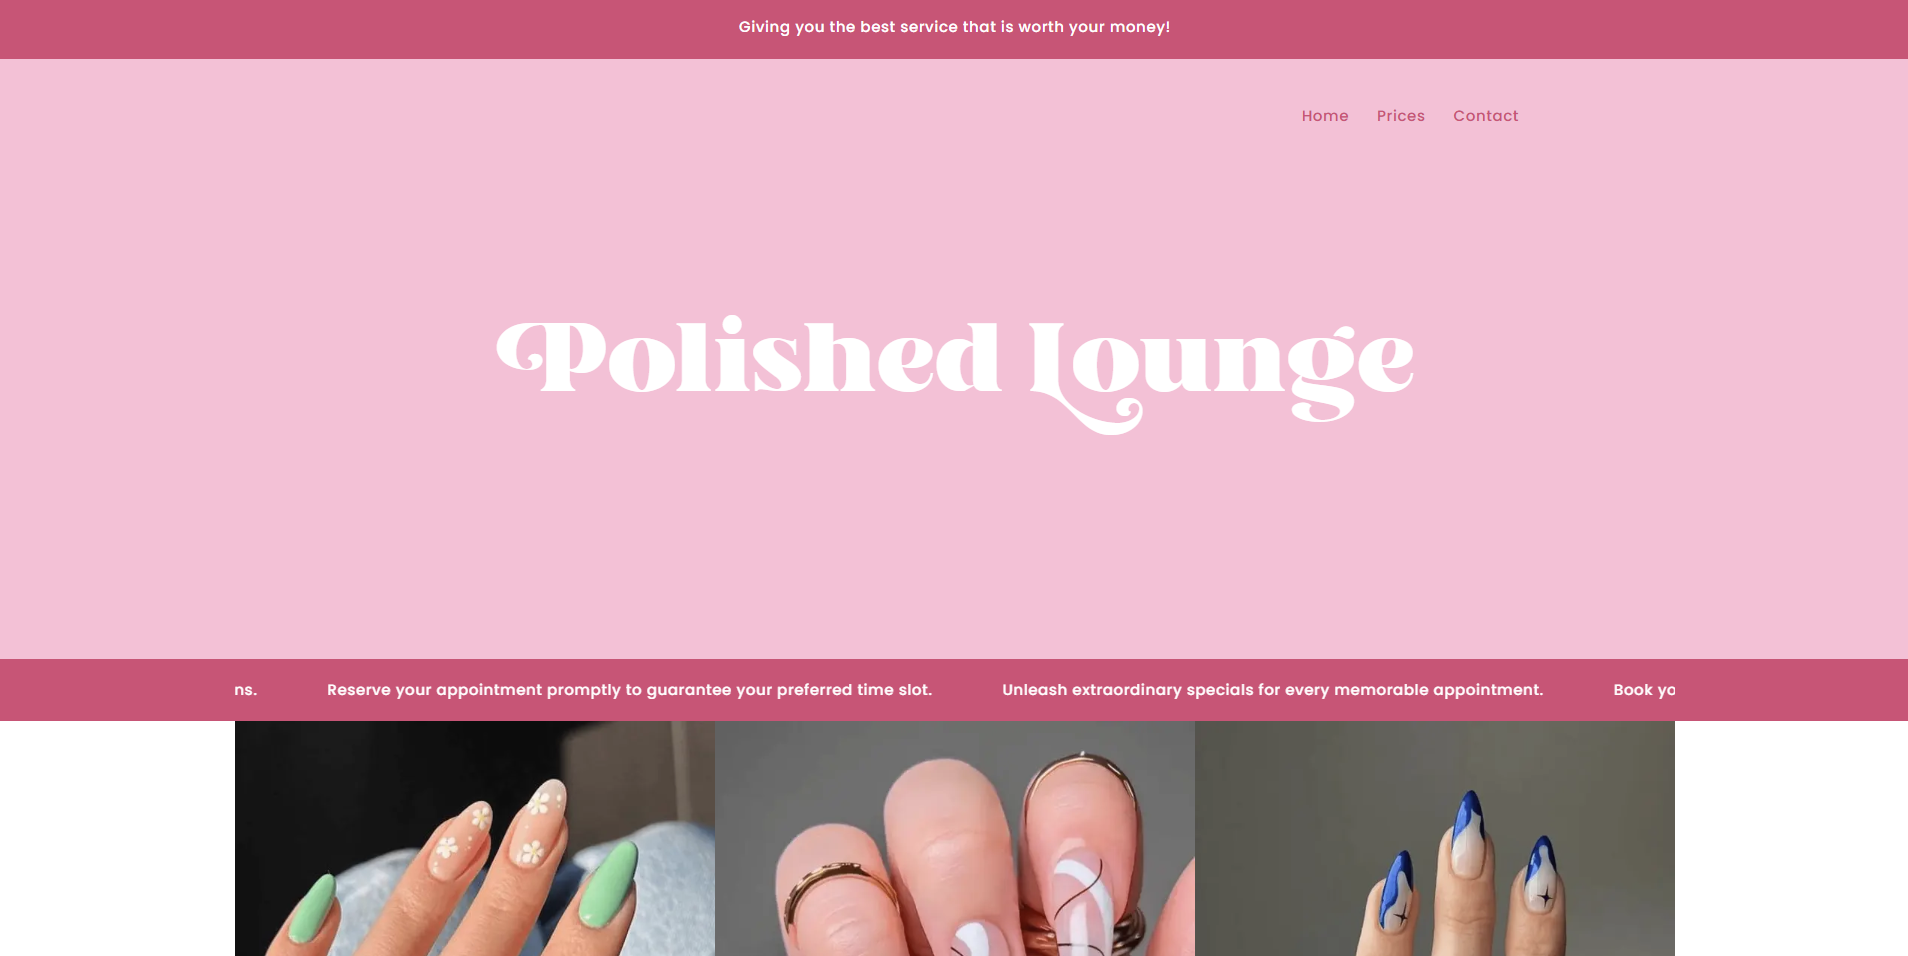 Giving you the best service that is worth your money!
Home Prices Contact
Polished Lounge
ns. Reserve your appointment promptly to guarantee your preferred time slot. Unleash extraordinary specials for every memorable appointment. Book yo